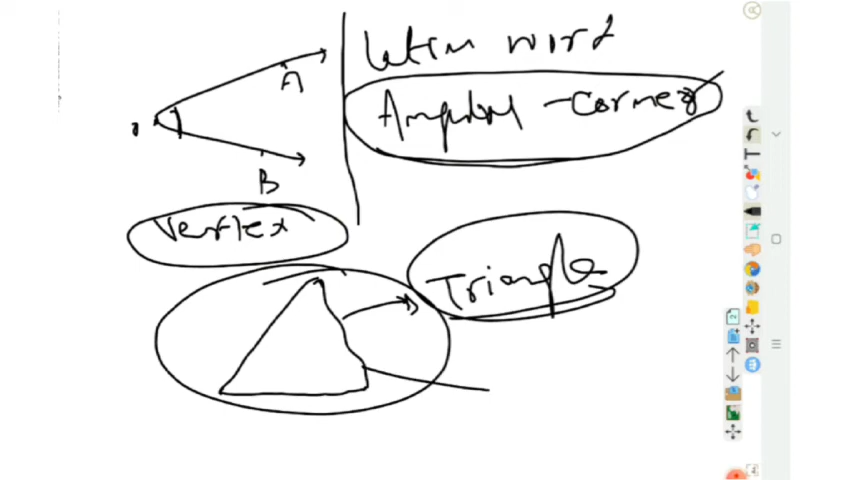 A
O
B
Latin word
Angulus - corner
Vertex
Triangle